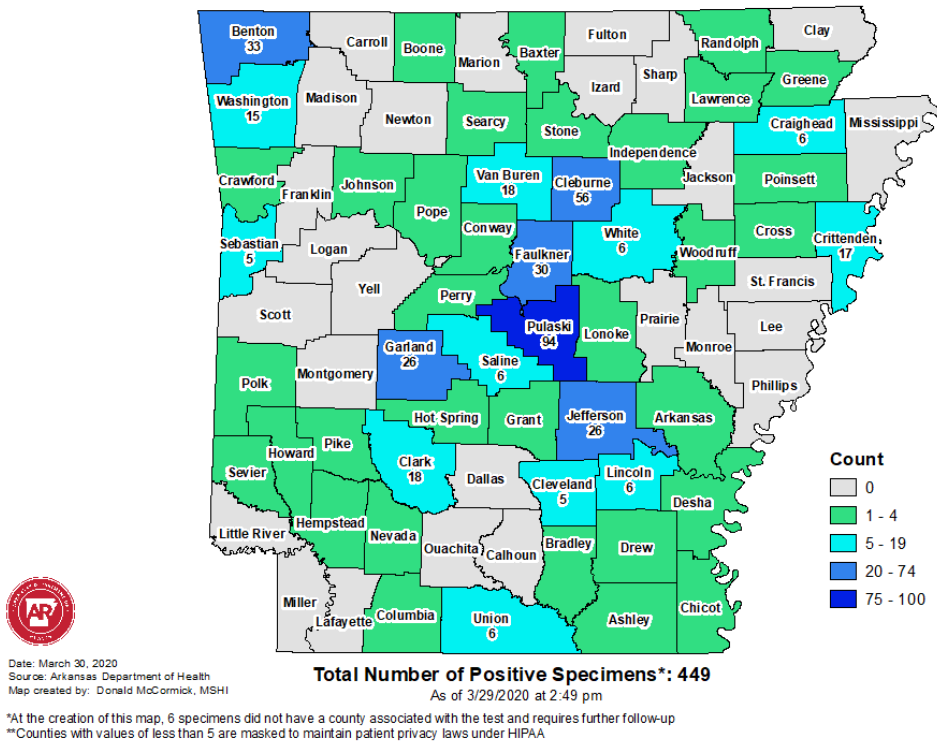 Benton
33
Carroll
Boone
Marion
Baxter
Fulton
Randolph
Clay
Sharp
Izard
Greene
Lawrence
Washington
15
Madison
Newton
Searcy
Stone
Independence
Craighead
6
Mississippi
Jackson
Poinsett
Crawford
Franklin
Johnson
Pope
Van Buren
18
Cleburne
56
Conway
White
6
Woodruff
Cross
Crittenden
17
Sebastian
5
Logan
Faulkner
30
St. Francis
Yell
Perry
Scott
Pulaski
94
Lonoke
Prairie
Monroe
Lee
Phillips
Garland
26
Saline
6
Montgomery
Polk
Hot Spring
Grant
Jefferson
26
Arkansas
Howard
Pike
Clark
18
Dallas
Cleveland
5
Lincoln
6
Desha
Sevier
Little River
Hempstead
Nevada
Ouachita
Calhoun
Bradley
Drew
Miller
Lafayette
Columbia
Union
6
Ashley
Chicot
Count
0
1 - 4
5 - 19
20 - 74
75 - 100
AR
Date: March 30, 2020
Source: Arkansas Department of Health
Map created by: Donald McCormick, MSHI
Total Number of Positive Specimens*: 449
As of 3/29/2020 at 2:49 pm
*At the creation of this map, 6 specimens did not have a county associated with the test and requires further follow-up
**Counties with values of less than 5 are masked to maintain patient privacy laws under HIPAA